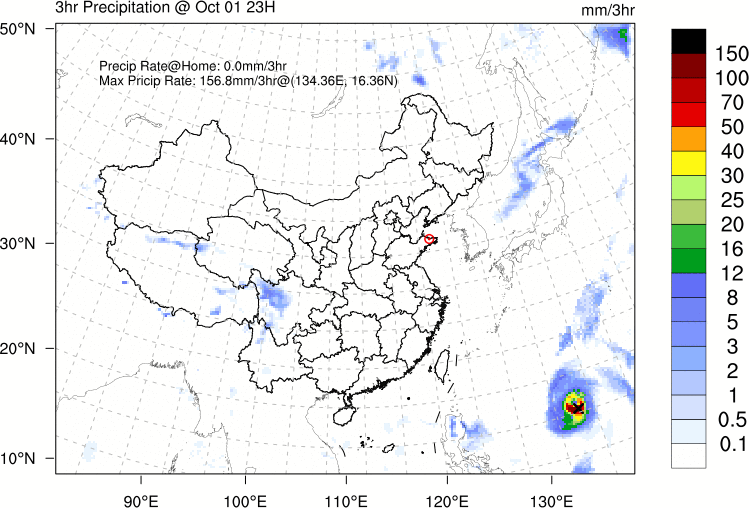 3hr Precipitation @ Oct 01 23H
mm/3hr
Precip Rate@Home: 0.0mm/3hr
Max Pricip Rate: 156.8mm/3hr@(134.36E, 16.36N)
50°N
40°N
30°N
20°N
10°N
90°E
100°E
110°E
120°E
130°E
150
100
70
50
40
30
25
20
16
12
8
5
3
2
1
0.5
0.1